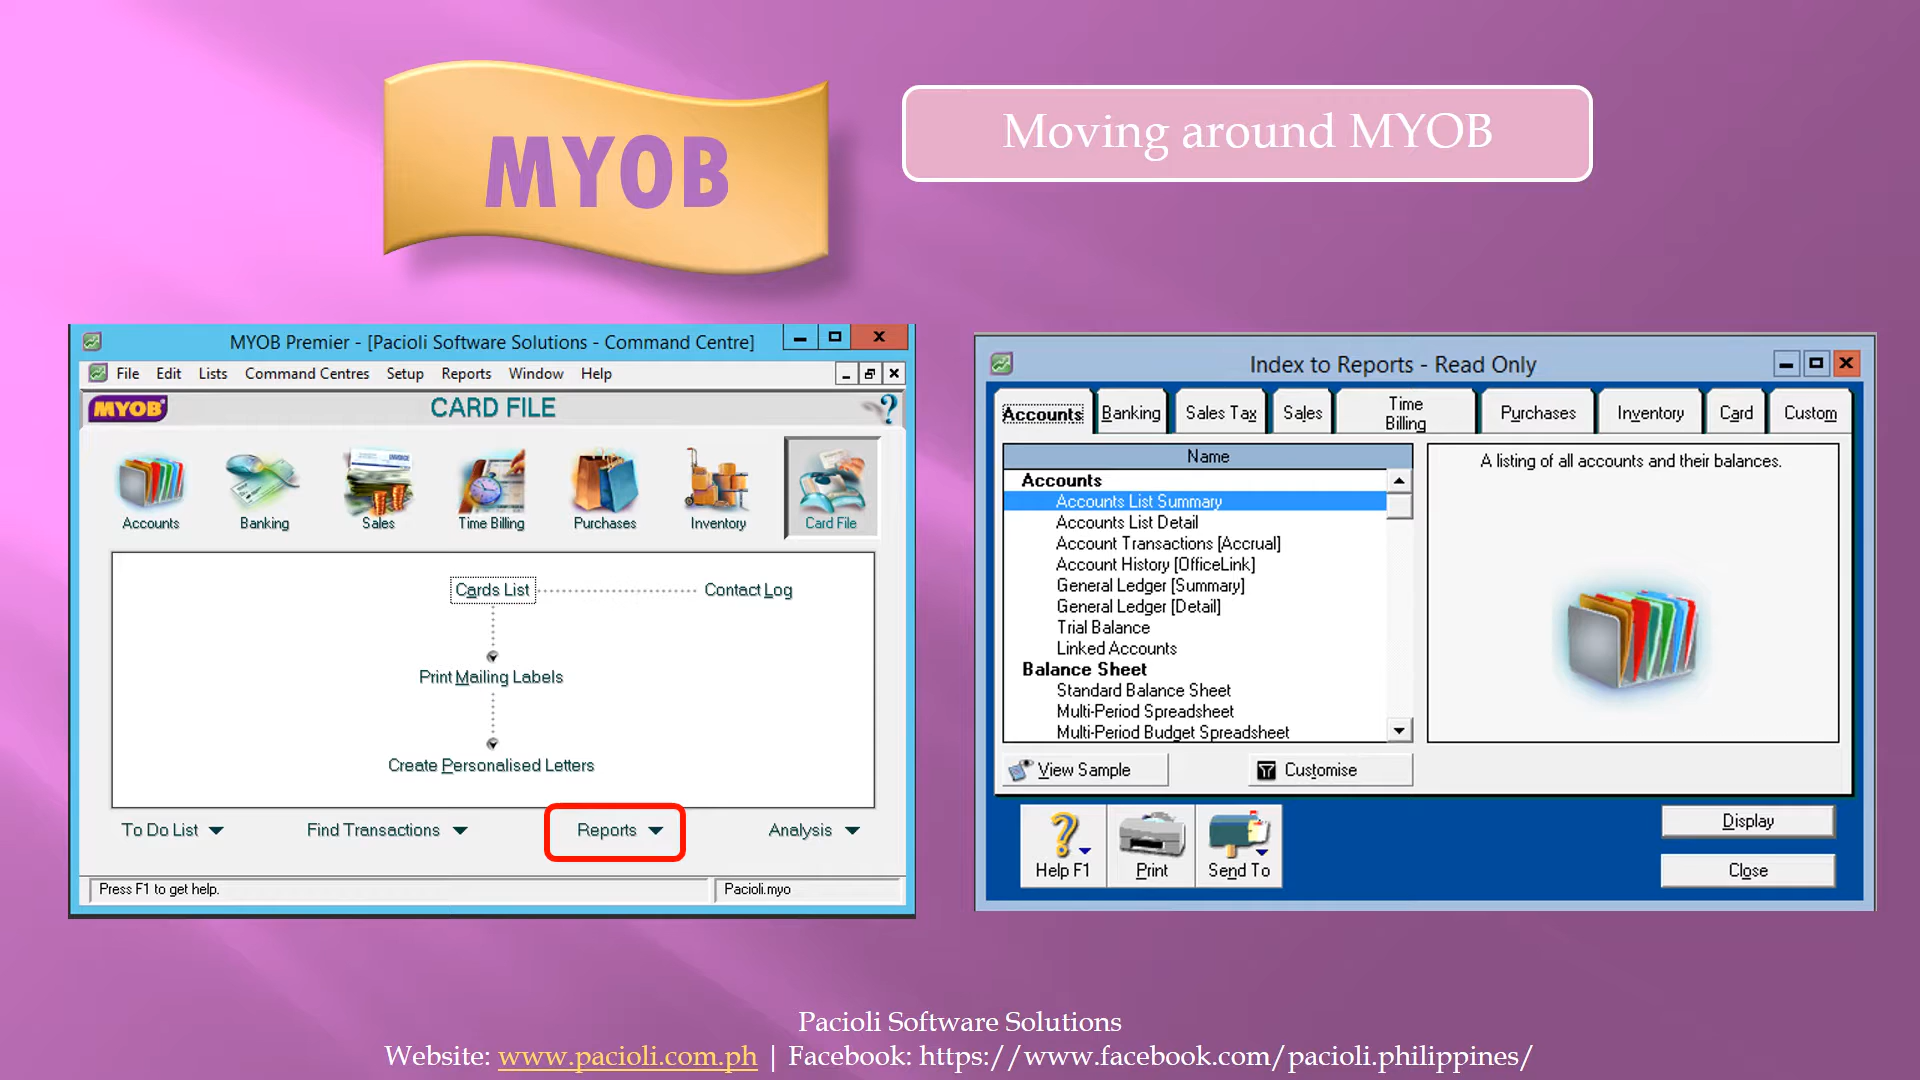 MYOB
Moving around MYOB
MYOB Premier - [Pacioli Software Solutions - Command Centre]
File Edit Lists Command Centres Setup Reports Window Help
MYOB
CARD FILE
Accounts Banking Sales Time Billing Purchases Inventory Card File
Cards List Contact Log
Print Mailing Labels
Create Personalised Letters
To Do List Find Transactions Reports Analysis
Press F1 to get help. Pacioli.myo
Index to Reports - Read Only
Accounts Banking Sales Tax Sales Time Billing Purchases Inventory Card Custom
Name
Accounts
Accounts List Summary
Accounts List Detail
Account Transactions [Accrual]
Account History [OfficeLink]
General Ledger [Summary]
General Ledger [Detail]
Trial Balance
Linked Accounts
Balance Sheet
Standard Balance Sheet
Multi-Period Spreadsheet
Multi-Period Budget Spreadsheet
A listing of all accounts and their balances.
View Sample Customise
Help F1 Print Send To
Display
Close
Pacioli Software Solutions
Website: www.pacioli.com.ph | Facebook: https://www.facebook.com/pacioli.philippines/